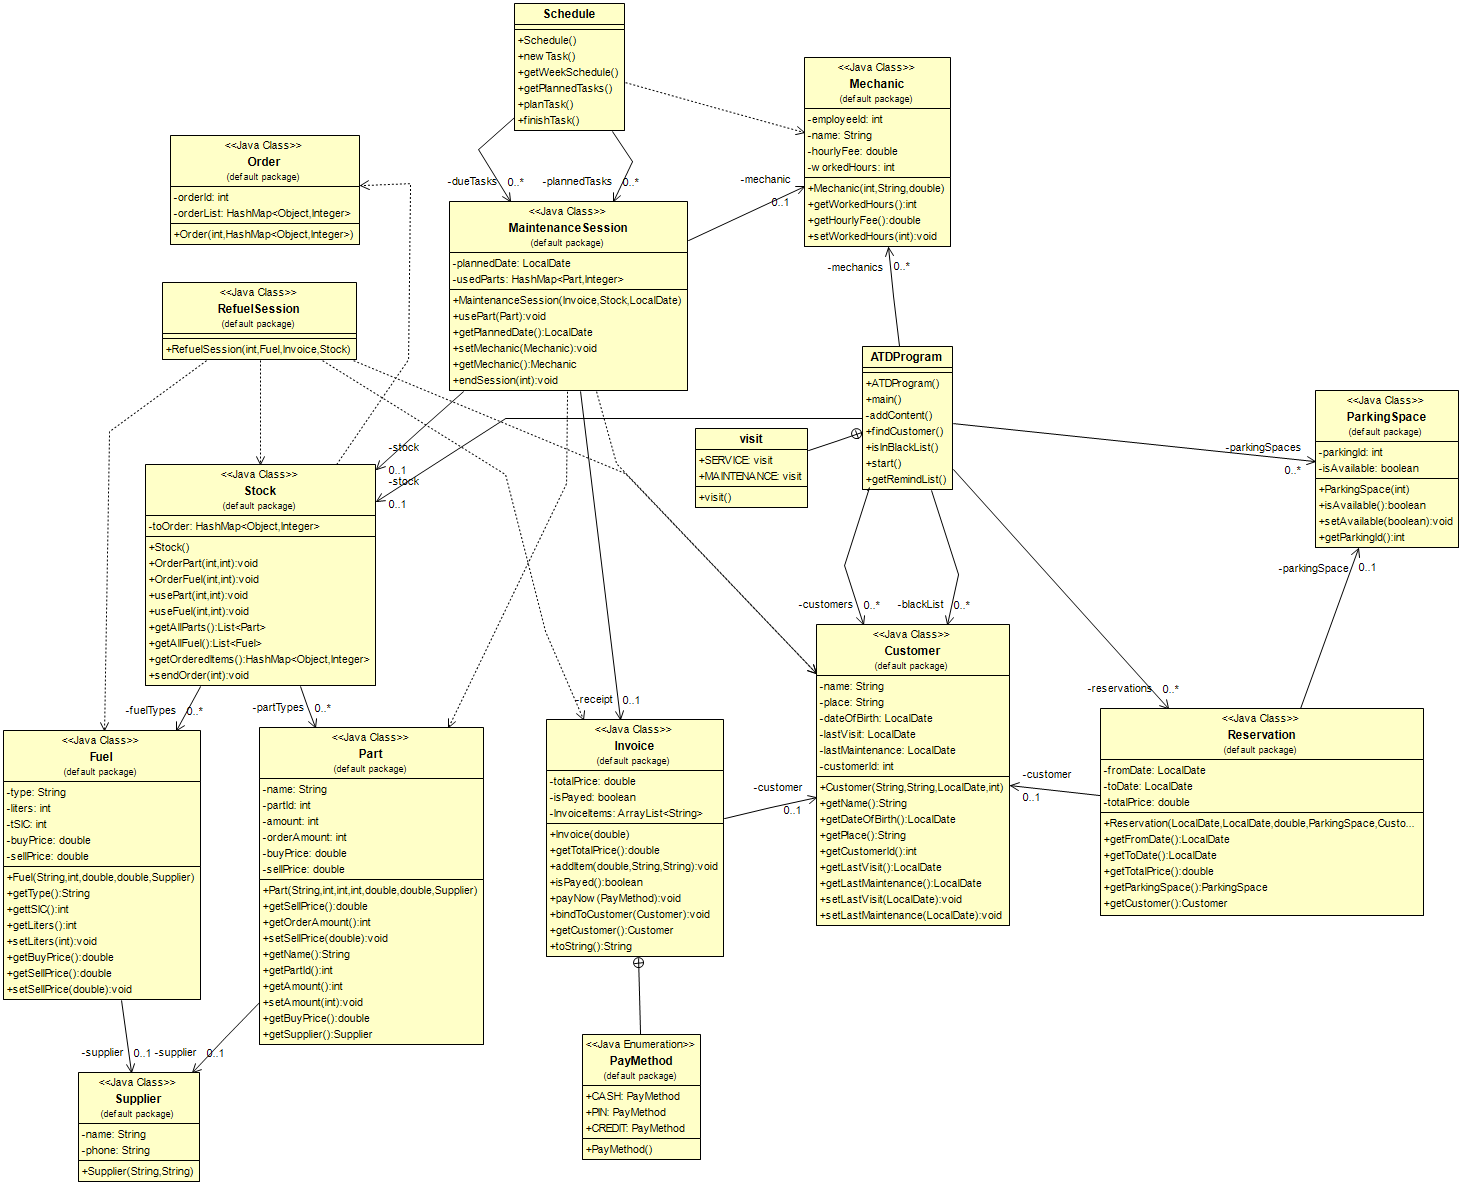 Schedule
+Schedule()
+new Task()
+getWeekSchedule()
+getPlannedTasks()
+planTask()
+finishTask()
<<Java Class>>
Mechanic
(default package)
-employeeId: int
-name: String
-hourlyFee: double
-workedHours: int
+Mechanic(int,String,double)
+getWorkedHours():int
+getHourlyFee():double
+setWorkedHours(int):void
<<Java Class>>
Order
(default package)
-orderId: int
-orderList: HashMap<Object,Integer>
+Order(int,HashMap<Object,Integer>)
-dueTasks 0..*
-plannedTasks 0..*
-mechanic
0..1
<<Java Class>>
MaintenanceSession
(default package)
-plannedDate: LocalDate
-usedParts: HashMap<Part,Integer>
+MaintenanceSession(Invoice,Stock,LocalDate)
+usePart(Part):void
+getPlannedDate():LocalDate
+setMechanic(Mechanic):void
+getMechanic():Mechanic
+endSession(int):void
-mechanics 0..*
<<Java Class>>
RefuelSession
(default package)
+RefuelSession(int,Fuel,Invoice,Stock)
ATDProgram
+ATDProgram()
+main()
-addContent()
+findCustomer()
+isInBlackList()
+start()
+getRemindList()
visit
+SERVICE: visit
+MAINTENANCE: visit
+visit()
<<Java Class>>
ParkingSpace
(default package)
-parkingId: int
-isAvailable: boolean
+ParkingSpace(int)
+isAvailable():boolean
+setAvailable(boolean):void
+getParkingId():int
-parkingSpaces
0..*
-stock
0..1
-stock
0..1
<<Java Class>>
Stock
(default package)
-toOrder: HashMap<Object,Integer>
+Stock()
+OrderPart(int,int):void
+OrderFuel(int,int):void
+usePart(int,int):void
+useFuel(int,int):void
+getAllParts():List<Part>
+getAllFuel():List<Fuel>
+getOrderedItems():HashMap<Object,Integer>
+sendOrder(int):void
-parkingSpace 0..1
-customers 0..*
-blackList 0..*
<<Java Class>>
Customer
(default package)
-name: String
-place: String
-dateOfBirth: LocalDate
-lastVisit: LocalDate
-lastMaintenance: LocalDate
-customerId: int
+Customer(String,String,LocalDate,int)
+getName():String
+getDateOfBirth():LocalDate
+getPlace():String
+getCustomerId():int
+getLastVisit():LocalDate
+getLastMaintenance():LocalDate
+setLastVisit(LocalDate):void
+setLastMaintenance(LocalDate):void
-reservations 0..*
-fuelTypes 0..*
-partTypes 0..*
-receipt 0..1
<<Java Class>>
Reservation
(default package)
-fromDate: LocalDate
-toDate: LocalDate
-totalPrice: double
+Reservation(LocalDate,LocalDate,double,ParkingSpace,Custo...
+getFromDate():LocalDate
+getToDate():LocalDate
+getTotalPrice():double
+getParkingSpace():ParkingSpace
+getCustomer():Customer
-customer
0..1
<<Java Class>>
Fuel
(default package)
-type: String
-liters: int
-tSIC: int
-buyPrice: double
-sellPrice: double
+Fuel(String,int,double,double,Supplier)
+getType():String
+gettSIC():int
+getLiters():int
+setLiters(int):void
+getBuyPrice():double
+getSellPrice():double
+setSellPrice(double):void
<<Java Class>>
Part
(default package)
-name: String
-partId: int
-amount: int
-orderAmount: int
-buyPrice: double
-sellPrice: double
+Part(String,int,int,int,double,double,Supplier)
+getSellPrice():double
+getOrderAmount():int
+setSellPrice(double):void
+getName():String
+getPartId():int
+getAmount():int
+setAmount(int):void
+getBuyPrice():double
+getSupplier():Supplier
<<Java Class>>
Invoice
(default package)
-totalPrice: double
-isPayed: boolean
-InvoiceItems: ArrayList<String>
+Invoice(double)
+getTotalPrice():double
+addItem(double,String,String):void
+isPayed():boolean
+payNow(PayMethod):void
+bindToCustomer(Customer):void
+getCustomer():Customer
+toString():String
-customer
0..1
-supplier 0..1
-supplier 0..1
<<Java Class>>
Supplier
(default package)
-name: String
-phone: String
+Supplier(String,String)
<<Java Enumeration>>
PayMethod
(default package)
+CASH: PayMethod
+PIN: PayMethod
+CREDIT: PayMethod
+PayMethod()